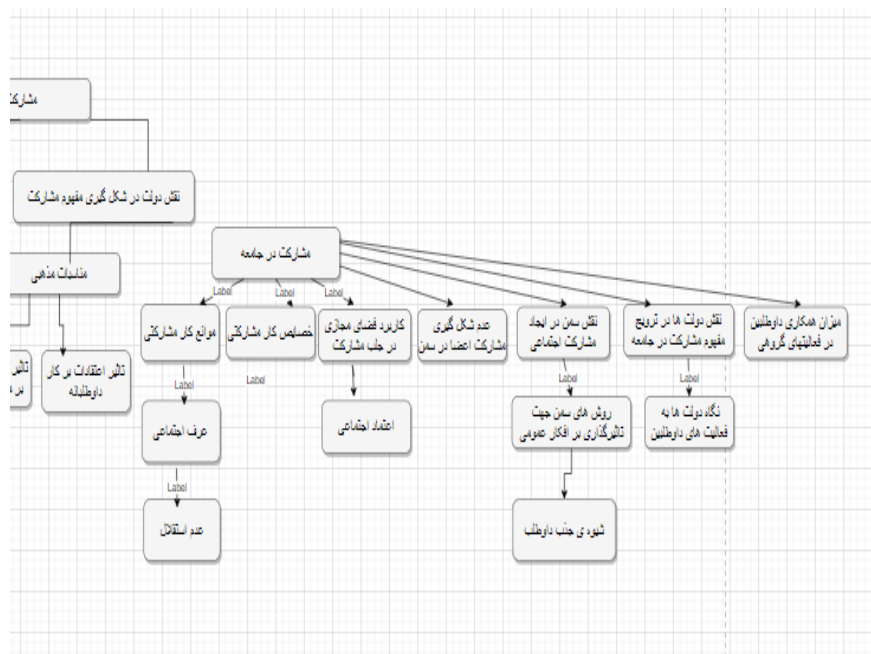 نقش دولت در شکل گیری مفهوم مشارکت
مشارکت در جامعه
مناسبات مذهبی
Label
Label
Label
میزان همکاری داوطلبین
در فعالیتهای گروهی
نقش دولت ها در ترویج
مفهوم مشارکت در جامعه
نقش سمن در ایجاد
مشارکت اجتماعی
عدم شکل گیری
مشارکت اعضا در سمن
کاربرد فضای مجازی
در جلب مشارکت
خصایص کار مشارکتی
موانع کار مشارکتی
تاثیر اعتقادات بر کار
داوطلبانه
تاثیر
Label
Label
Label
Label
نگاه دولت ها به
فعالیت های داوطلبین
روش های سمن جهت
تاثیرگذاری بر افکار عمومی
اعتماد اجتماعی
عرف اجتماعی
Label
شیوه ی جذب داوطلب
عدم استقلال